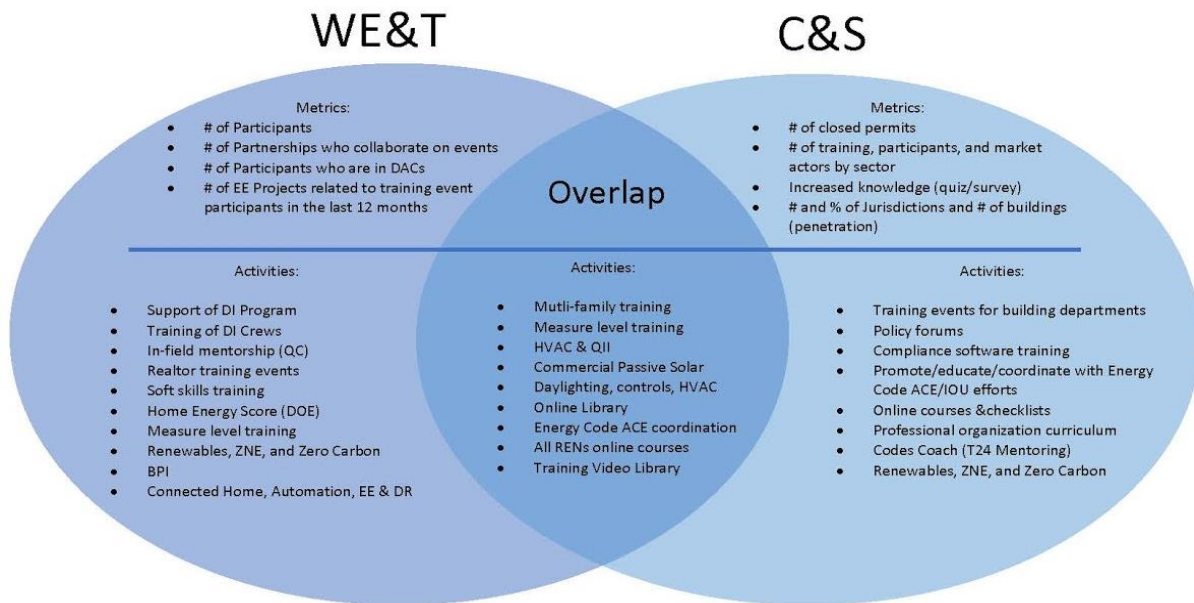 WE&T
C&S
Metrics:
• # of Participants
• # of Partnerships who collaborate on events
• # of Participants who are in DACs
• # of EE Projects related to training event
participants in the last 12 months
Overlap
Metrics:
• # of closed permits
• # of training, participants, and market
actors by sector
• Increased knowledge (quiz/survey)
• # and % of Jurisdictions and # of buildings
(penetration)
Activities:
• Support of DI Program
• Training of DI Crews
• In-field mentorship (QC)
• Realtor training events
• Soft skills training
• Home Energy Score (DOE)
• Measure level training
• Renewables, ZNE, and Zero Carbon
• BPI
• Connected Home, Automation, EE & DR
Activities:
• Mutli-family training
• Measure level training
• HVAC & QII
• Commercial Passive Solar
• Daylighting, controls, HVAC
• Online Library
• Energy Code ACE coordination
• All RENs online courses
• Training Video Library
Activities:
• Training events for building departments
• Policy forums
• Compliance software training
• Promote/educate/coordinate with Energy
Code ACE/IOU efforts
• Online courses &checklists
• Professional organization curriculum
• Codes Coach (T24 Mentoring)
• Renewables, ZNE, and Zero Carbon